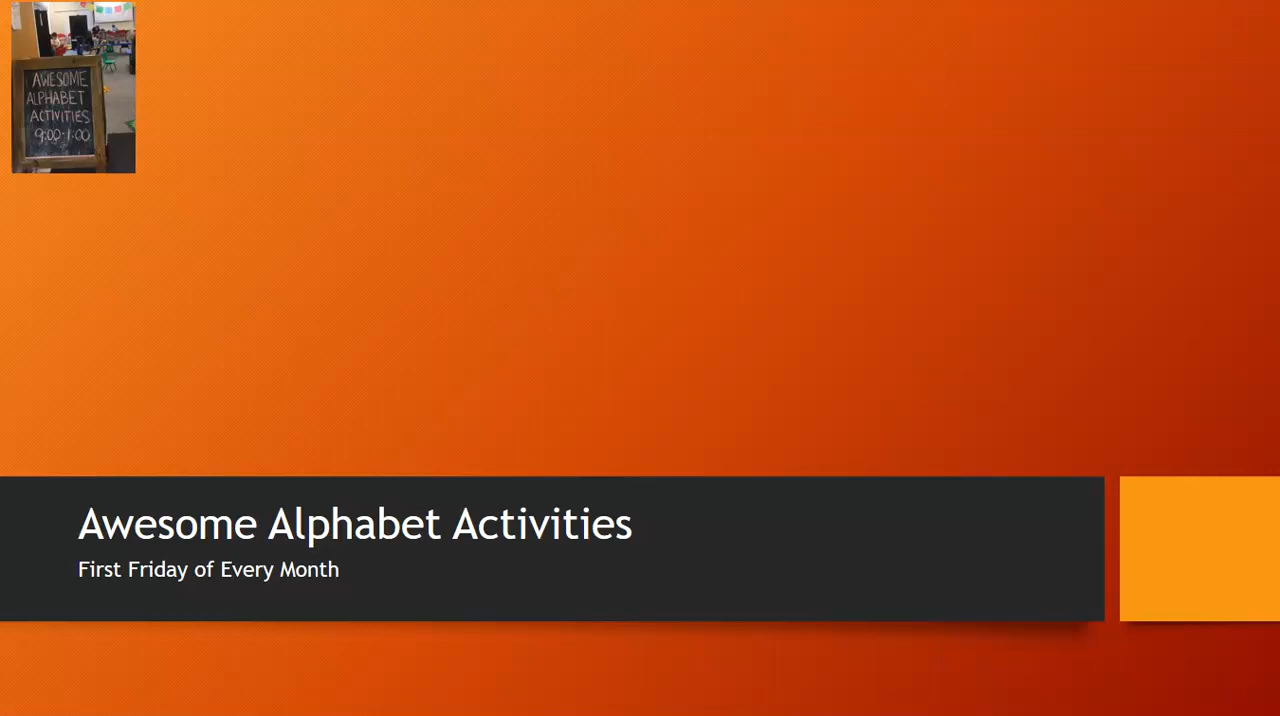 AWESOME
ALPHABET
ACTIVITIES
9:00-1:00
Awesome Alphabet Activities
First Friday of Every Month